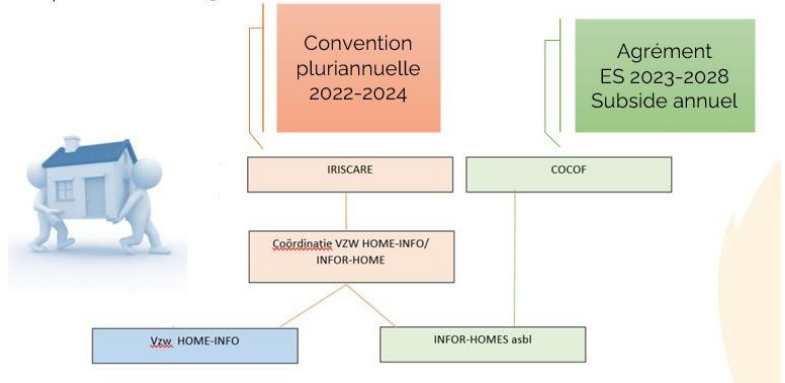 Convention
pluriannuelle
2022-2024
Agrément
ES 2023-2028
Subside annuel
IRISCARE
COCOF
Coördinatie VZW HOME-INFO/
INFOR-HOME
Vzw HOME-INFO
INFOR-HOMES asbl